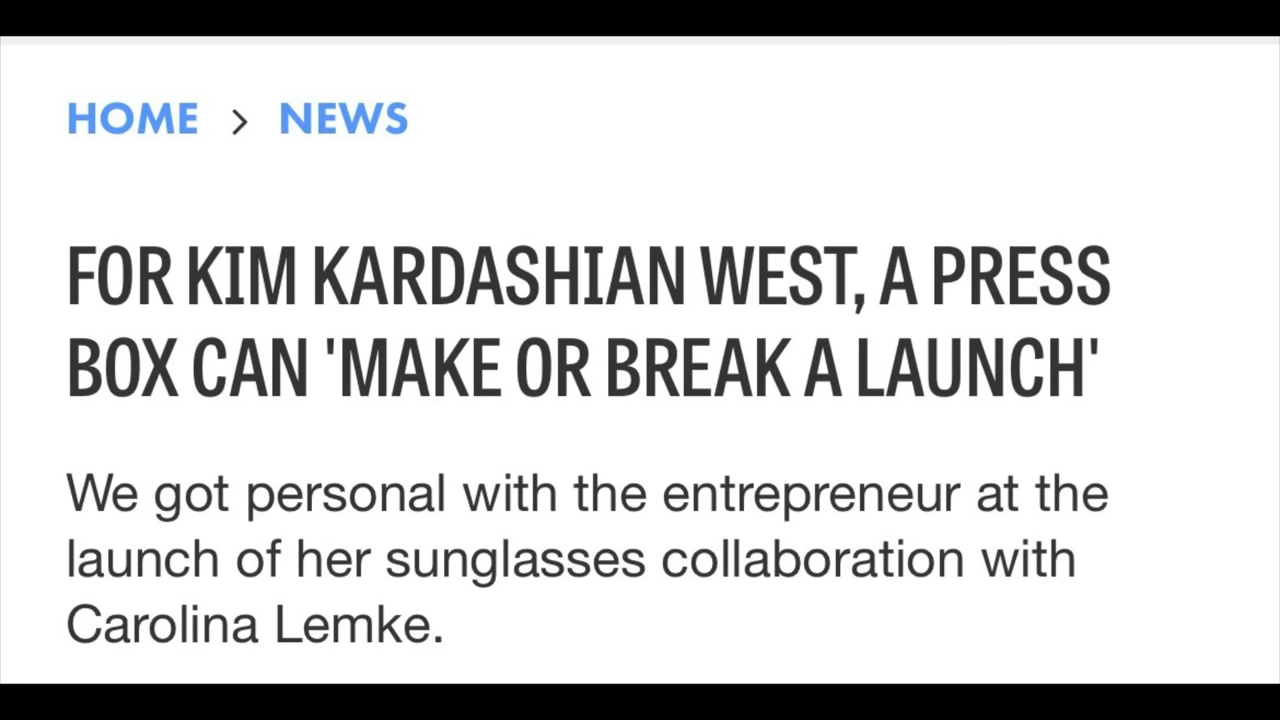 HOME > NEWS
FOR KIM KARDASHIAN WEST, A PRESS
BOX CAN 'MAKE OR BREAK A LAUNCH'
We got personal with the entrepreneur at the
launch of her sunglasses collaboration with
Carolina Lemke.